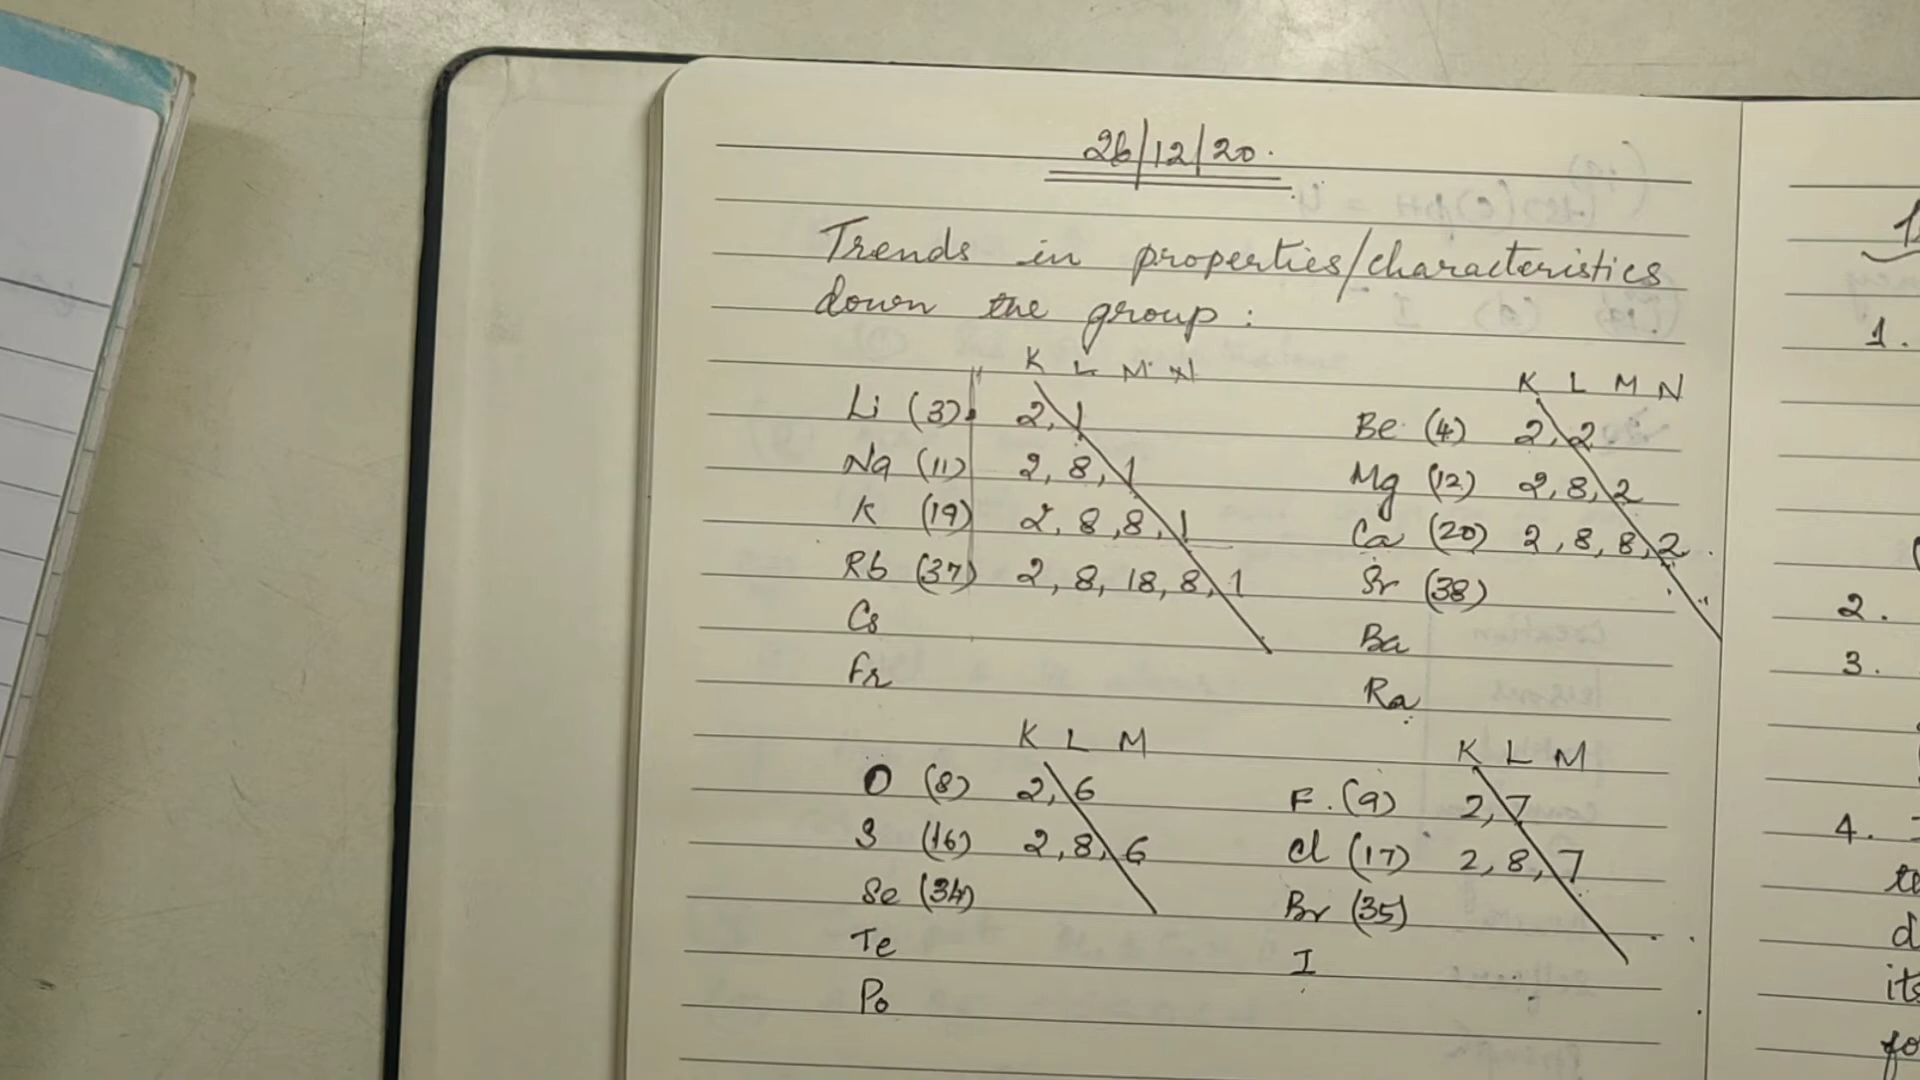 26/12/20.
Trends in properties/characteristics
down the group :
K L M N
Li (3) 2, 1
Na (11) 2, 8, 1
K (19) 2, 8, 8, 1
Rb (37) 2, 8, 18, 8, 1
Cs
Fr
K L M N
Be (4) 2, 2
Mg (12) 2, 8, 2
Ca (20) 2, 8, 8, 2
Sr (38)
Ba
Ra
K L M
O (8) 2, 6
S (16) 2, 8, 6
Se (34)
Te
Po
K L M
F. (9) 2, 7
Cl (17) 2, 8, 7
Br (35)
I
1.
2.
3.
4.